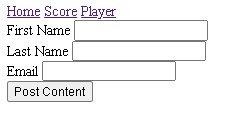 Home Score Player
First Name
Last Name
Email
Post Content